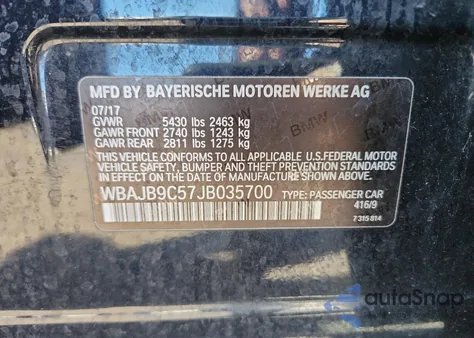 MFD BY BAYERISCHE MOTOREN WERKE AG
07/17
GVWR 5430 lbs 2463 kg
GAWR FRONT 2740 lbs 1243 kg
GAWR REAR 2811 lbs 1275 kg
THIS VEHICLE CONFORMS TO ALL APPLICABLE U.S.FEDERAL MOTOR
VEHICLE SAFETY, BUMPER AND THEFT PREVENTION STANDARDS
IN EFFECT ON THE DATE OF MANUFACTURE SHOWN ABOVE.
WBAJB9C57JB035700 TYPE: PASSENGER CAR
416/9
7315814
autoSnap